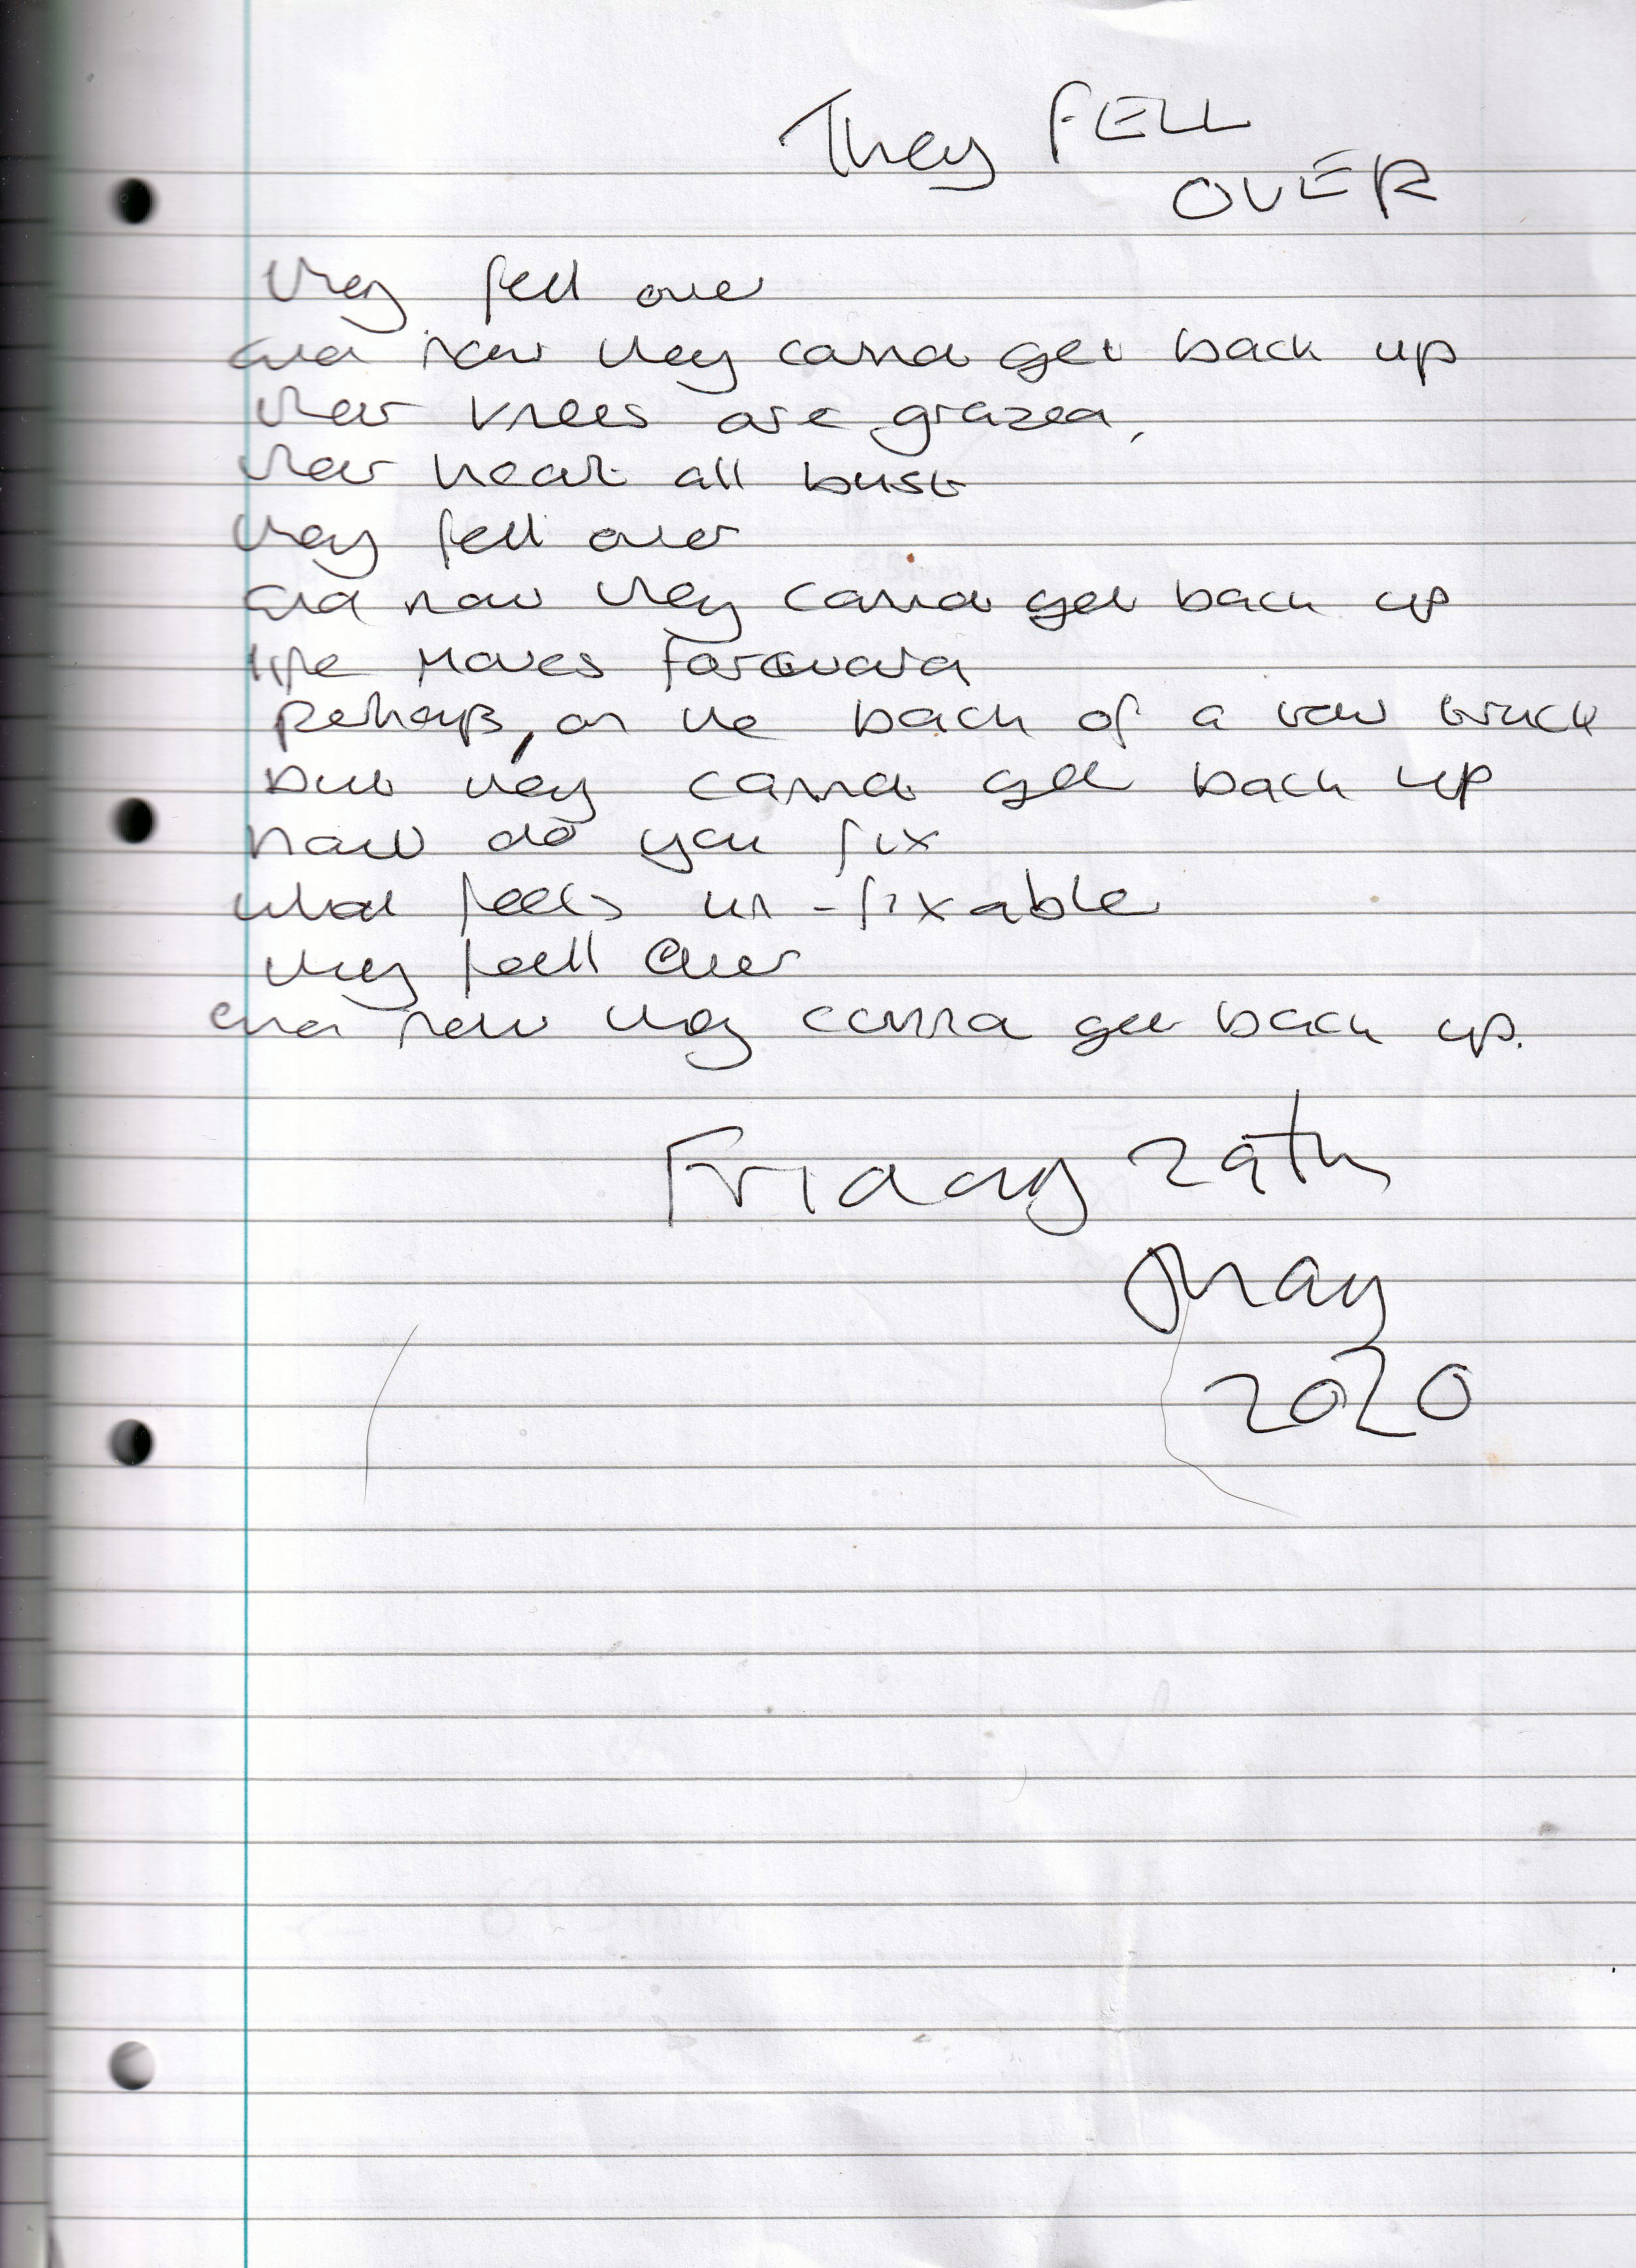 They FELL
OVER
they fell over
and now they canna get back up
their knees are grazed,
their heart all bust
they fell over
and now they canna get back up
life moves forward
perhaps, on the back of a tow truck
but they canna get back up
how do you fix
what feels un-fixable
they fell over
and now they canna get back up.
Friday 29th
May
2020